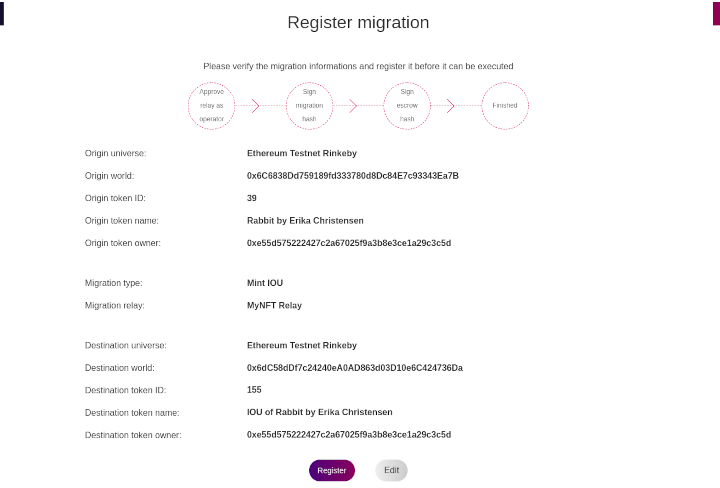 Register migration
Please verify the migration informations and register it before it can be executed
Approve relay as operator
Sign migration hash
Sign escrow hash
Finished
Origin universe: Ethereum Testnet Rinkeby
Origin world: 0x6C6838Dd759189fd333780d8Dc84E7c93343Ea7B
Origin token ID: 39
Origin token name: Rabbit by Erika Christensen
Origin token owner: 0xe55d575222427c2a67025f9a3b8e3ce1a29c3c5d
Migration type: Mint IOU
Migration relay: MyNFT Relay
Destination universe: Ethereum Testnet Rinkeby
Destination world: 0x6dC58dDf7c24240eA0AD863d03D10e6C424736Da
Destination token ID: 155
Destination token name: IOU of Rabbit by Erika Christensen
Destination token owner: 0xe55d575222427c2a67025f9a3b8e3ce1a29c3c5d
Register
Edit